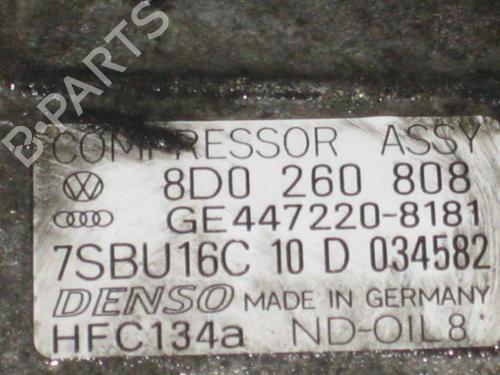 B-PARTS
COMPRESSOR ASSY
8D0 260 808
GE447220-8181
7SBU16C 10 D 034582
DENSO MADE IN GERMANY
HFC134a ND-OIL8